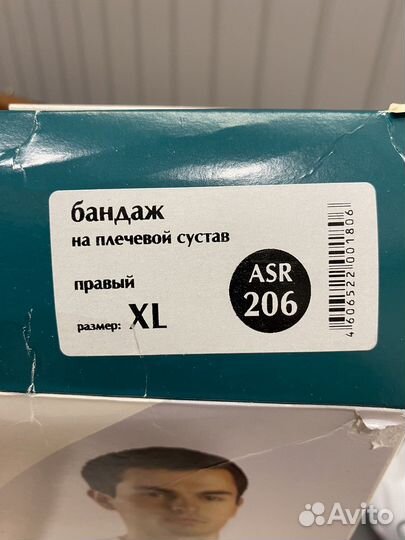 бандаж
на плечевой сустав
правый
размер: XL
ASR
206
4606522001806
Avito